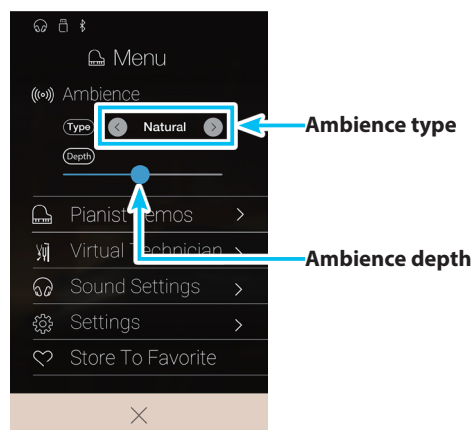 Menu
Ambience
Type Natural
Ambience type
Depth
Pianist Demos
Virtual Technician
Ambience depth
Sound Settings
Settings
Store To Favorite